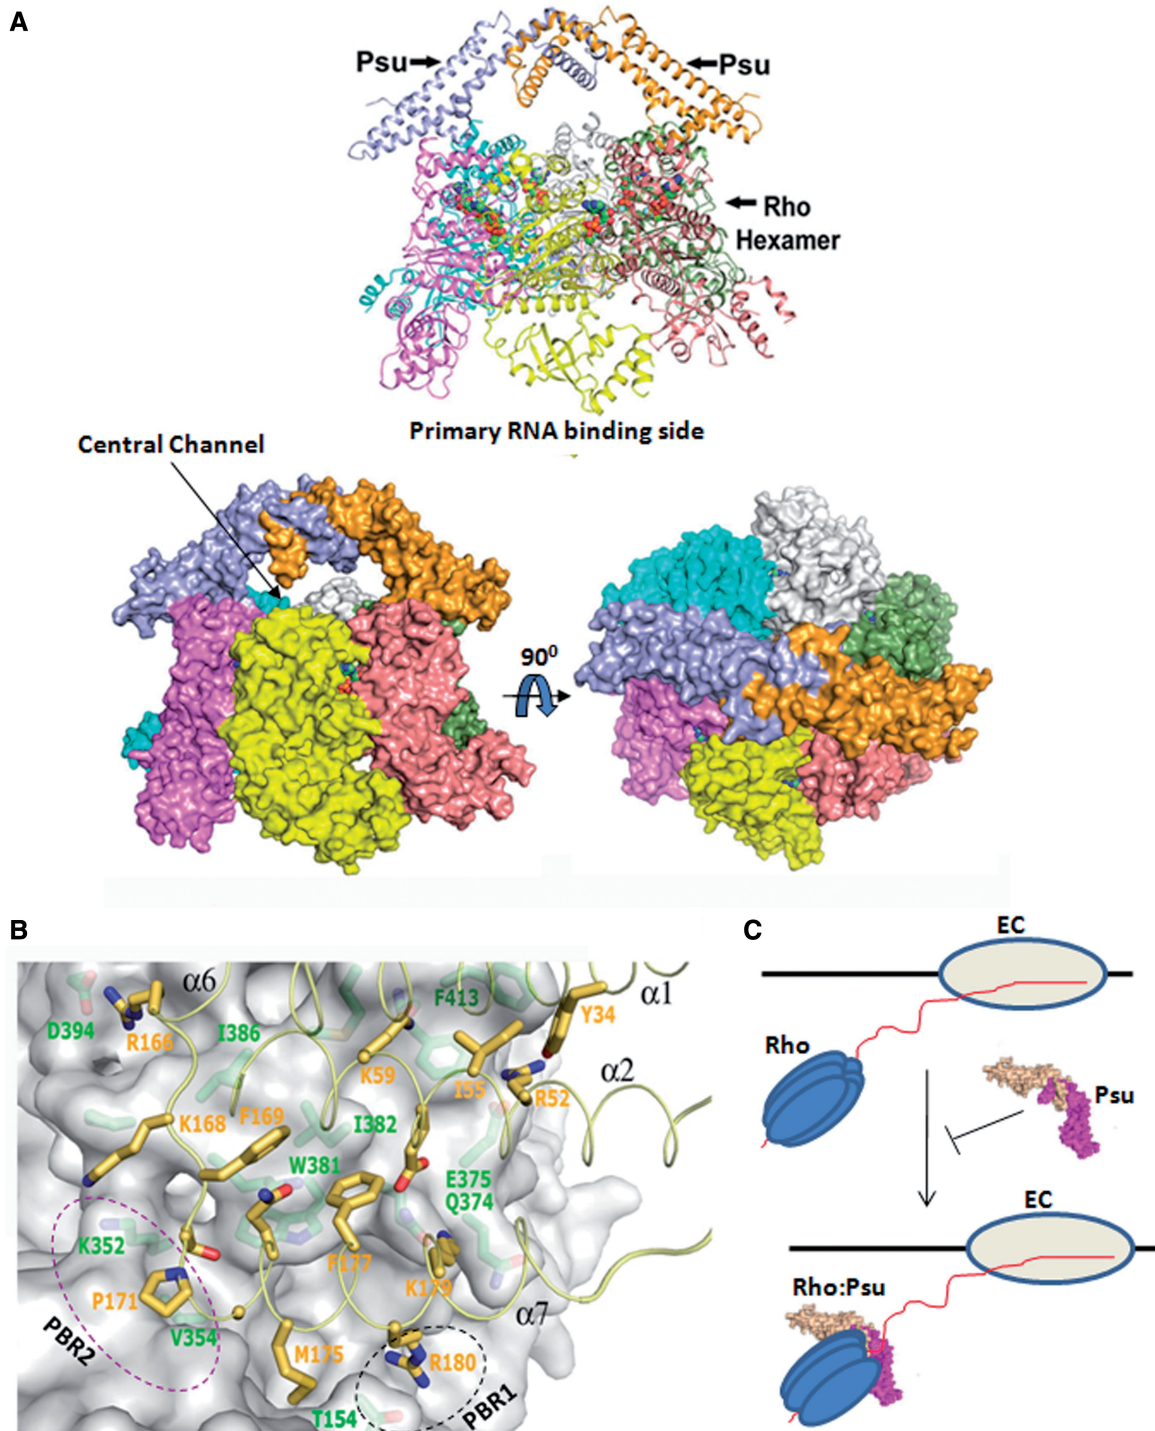 A
Psu
Psu
Rho
Hexamer
Primary RNA binding side
Central Channel
90⁰
B
α6
F413
α1
D394
R166
I386
Y34
K59
α2
I55
R52
K168
F169
I382
W381
E375
Q374
K352
F177
K179
P171
α7
V354
PBR2
M175
R180
PBR1
T154
C
EC
Rho
Psu
EC
Rho:Psu